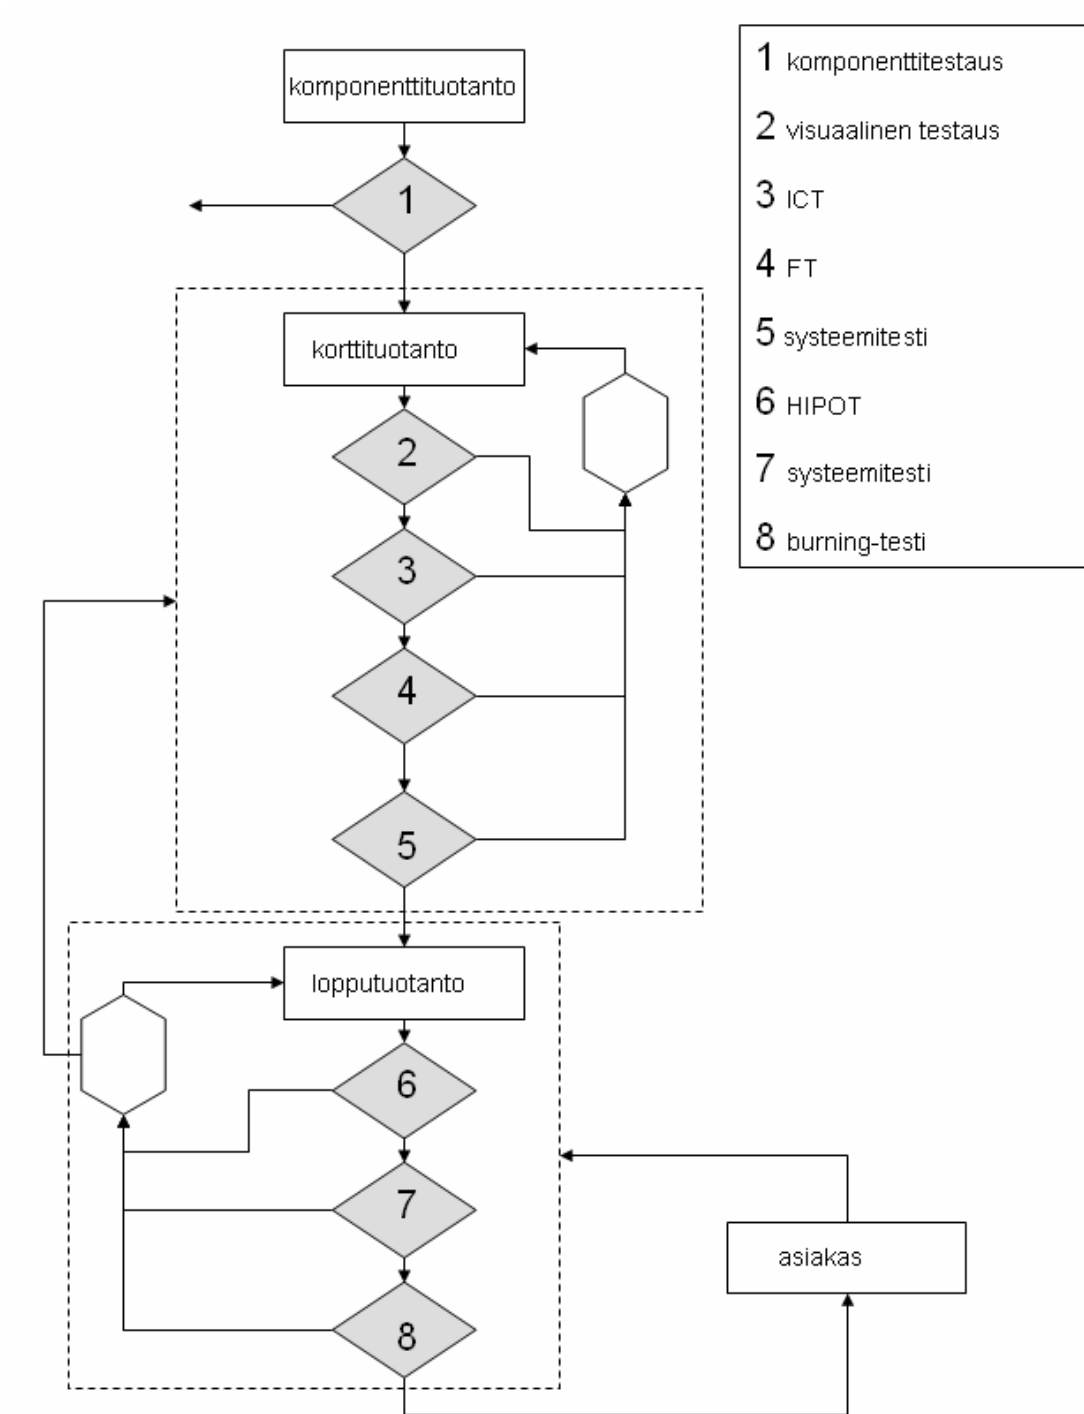 komponenttituotanto
1
korttituotanto
2
3
4
5
lopputuotanto
6
7
8
asiakas
1 komponenttitestaus
2 visuaalinen testaus
3 ICT
4 FT
5 systeemitesti
6 HIPOT
7 systeemitesti
8 burning-testi